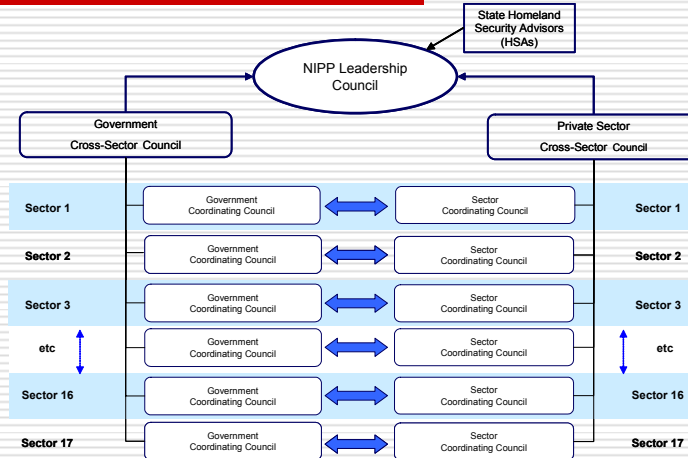 State Homeland
Security Advisors
(HSAs)
NIPP Leadership
Council
Government
Cross-Sector Council
Private Sector
Cross-Sector Council
Sector 1
Government
Coordinating Council
Sector
Coordinating Council
Sector 1
Sector 2
Government
Coordinating Council
Sector
Coordinating Council
Sector 2
Sector 3
Government
Coordinating Council
Sector
Coordinating Council
Sector 3
etc
Government
Coordinating Council
Sector
Coordinating Council
etc
Sector 16
Government
Coordinating Council
Sector
Coordinating Council
Sector 16
Sector 17
Government
Coordinating Council
Sector
Coordinating Council
Sector 17